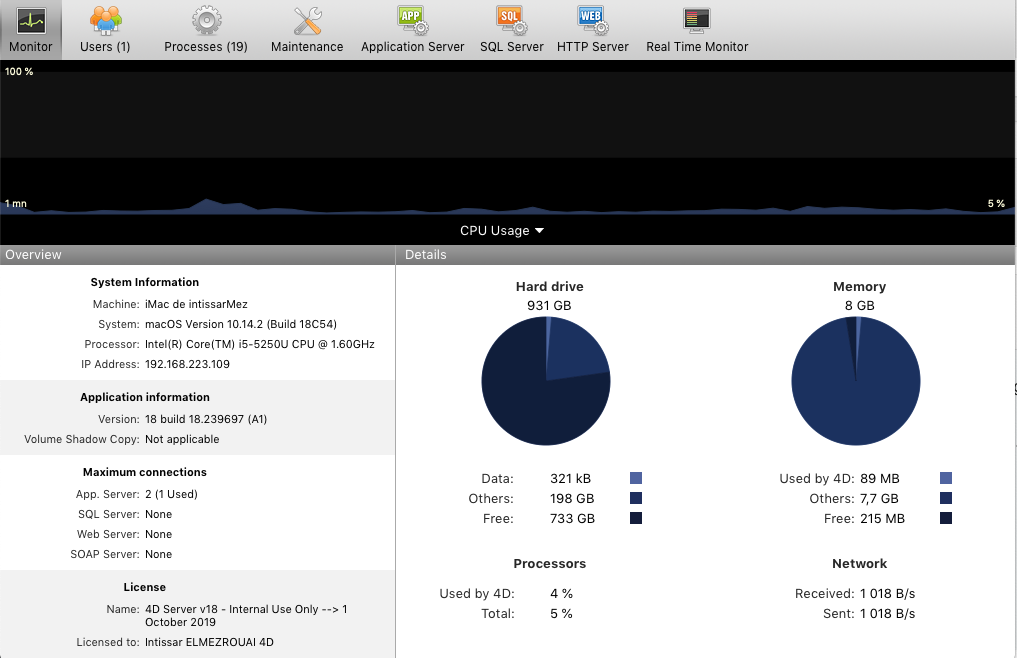 Monitor
Users (1)
Processes (19)
Maintenance
APP
Application Server
SQL
SQL Server
WEB
HTTP Server
Real Time Monitor
100 %
1 mn
5 %
CPU Usage
Overview
Details
System Information
Machine: iMac de intissarMez
System: macOS Version 10.14.2 (Build 18C54)
Processor: Intel(R) Core(TM) i5-5250U CPU @ 1.60GHz
IP Address: 192.168.223.109
Application information
Version: 18 build 18.239697 (A1)
Volume Shadow Copy: Not applicable
Maximum connections
App. Server: 2 (1 Used)
SQL Server: None
Web Server: None
SOAP Server: None
License
Name: 4D Server v18 - Internal Use Only --> 1
October 2019
Licensed to: Intissar ELMEZROUAI 4D
Hard drive
931 GB
Data: 321 kB
Others: 198 GB
Free: 733 GB
Memory
8 GB
Used by 4D: 89 MB
Others: 7,7 GB
Free: 215 MB
Processors
Used by 4D: 4 %
Total: 5 %
Network
Received: 1 018 B/s
Sent: 1 018 B/s